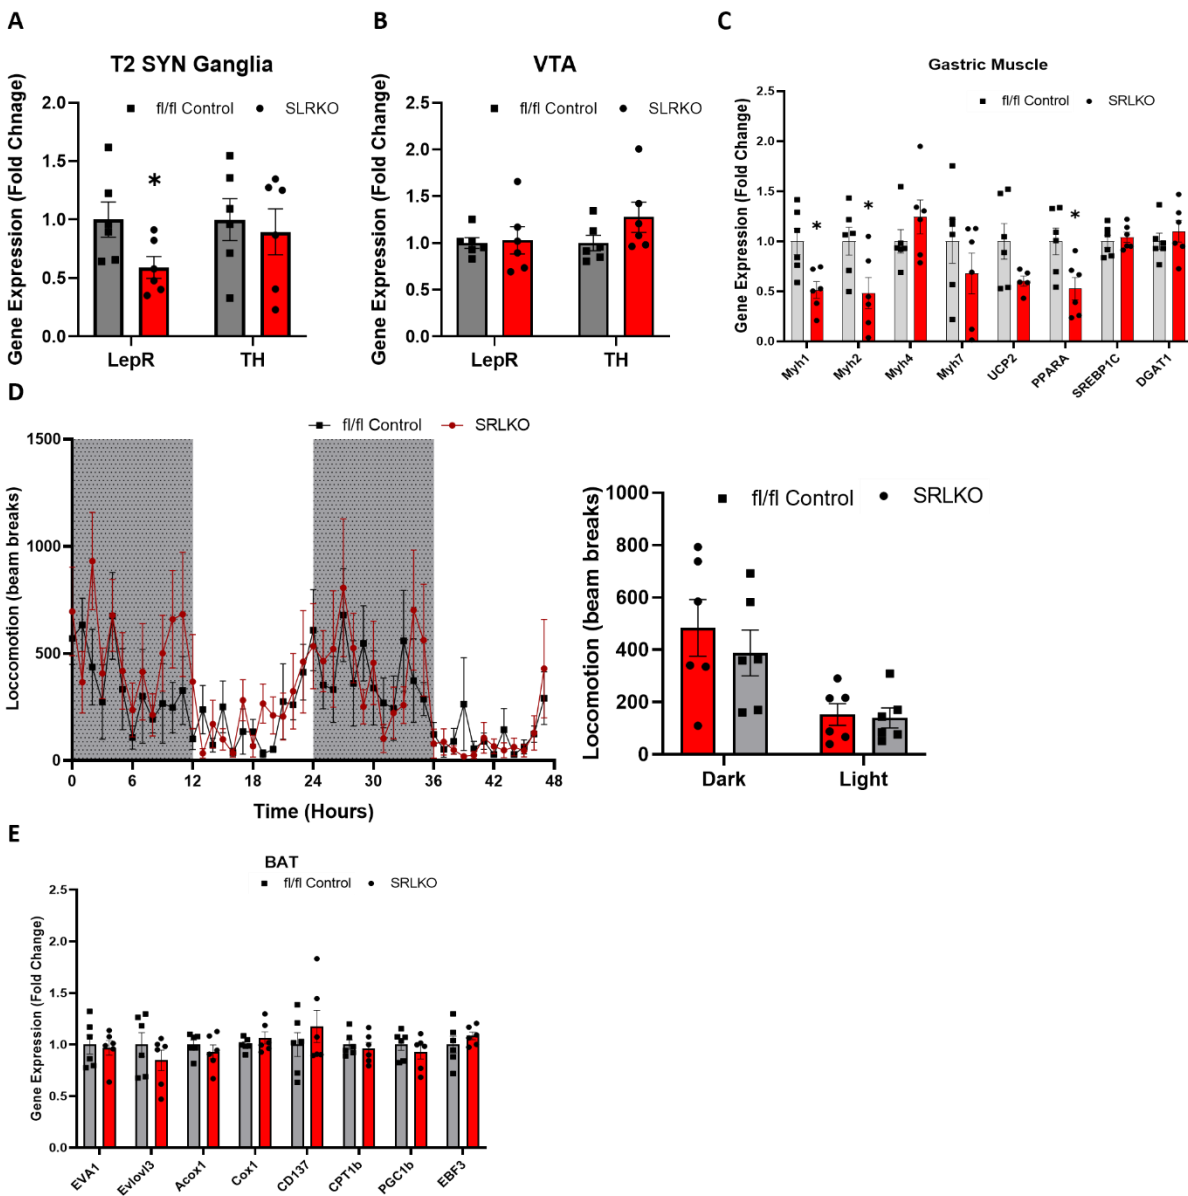 A
T2 SYN Ganglia
fl/fl Control SLRKO
Gene Expression (Fold Chnage)
2.0
1.5
1.0
0.5
0.0
*
LepR TH
B
VTA
fl/fl Control SRLKO
Gene Expression (Fold Change)
2.5
2.0
1.5
1.0
0.5
0.0
LepR TH
C
Gastric Muscle
fl/fl Control SRLKO
Gene Expression (Fold Change)
2.5
2.0
1.5
1.0
0.5
0.0
* * *
Myh1 Myh2 Myh4 Myh7 UCP2 PPARA SREBP1C DGAT1
D
fl/fl Control SRLKO
Loccomotion (beam breaks)
1500
1000
500
0
0 6 12 18 24 30 36 42 48
Time (Hours)
fl/fl Control SRLKO
Locomotion (beam breaks)
1000
800
600
400
200
0
Dark Light
E
BAT
fl/fl Control SRLKO
Gene Expression (Fold Change)
2.5
2.0
1.5
1.0
0.5
0.0
EVA1 Evlovl3 Acox1 Cox1 CD137 CPT1b PGC1b EBF3